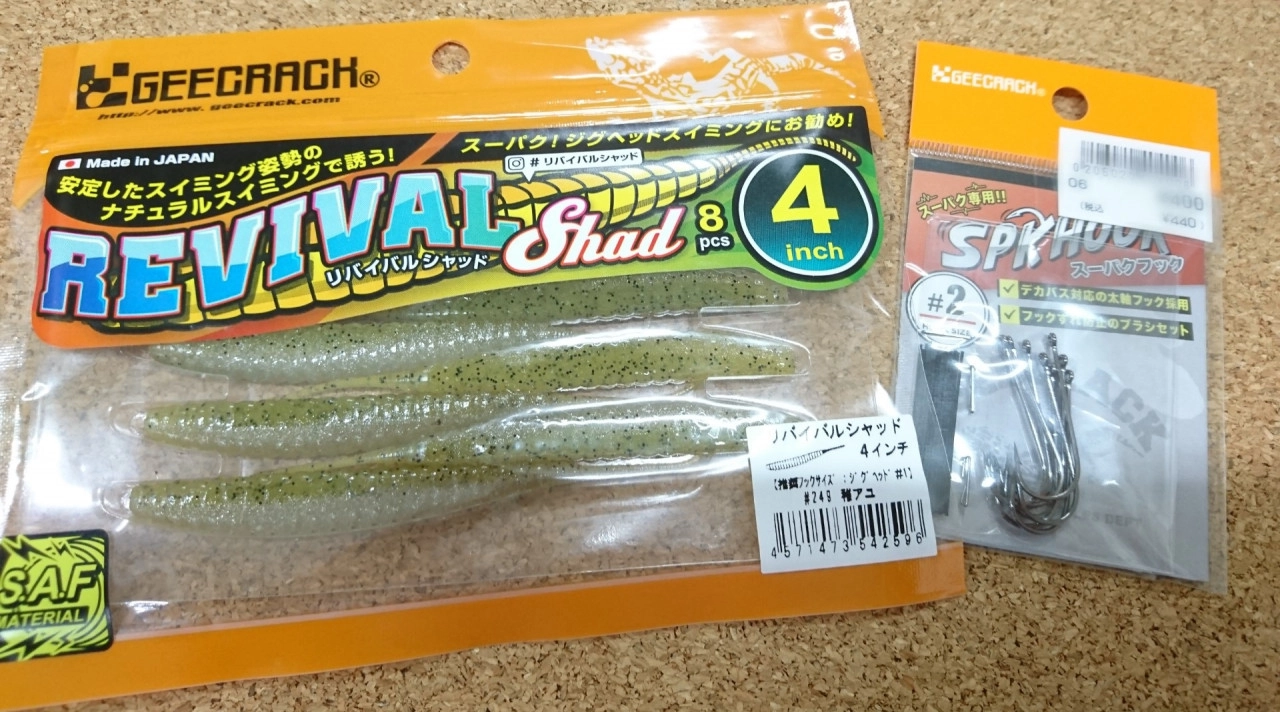 GEECRACK®
http://www.geecrack.com
Made in JAPAN
安定したスイミング姿勢の
ナチュラルスイミングで誘う!
スーパク!ジグヘッドスイミングにお勧め!
# リバイバルシャッド
REVIVAL Shad
リバイバルシャッド
8
pcs
4
inch
S.A.F
MATERIAL
リバイバルシャッド
4インチ
【推奨フックサイズ :ジグヘッド#1】
#249 稚アユ
4571473542596
GEECRACK®
06
(税込
¥440)
スーパク専用!!
SPK HOOK
スーパクフック
#2
デカバス対応の太軸フック採用
フックずれ防止のブラシセット